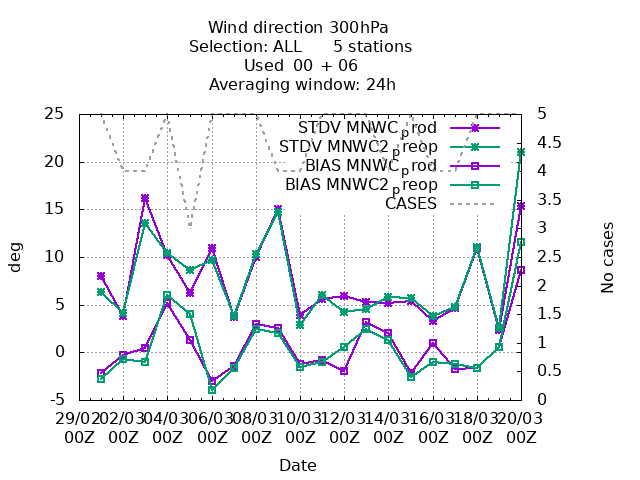 Wind direction 300hPa
Selection: ALL 5 stations
Used 00 + 06
Averaging window: 24h
25 5
STDV MNWC_prod
4.5
STDV MNWC2_preop
20 4
BIAS MNWC_prod
BIAS MNWC2_preop
3.5
CASES
15 3
10 2.5
2
5 1.5
0 1
0.5
-5 0
deg
No cases
29/02 02/03 04/03 06/03 08/03 10/03 12/03 14/03 16/03 18/03 20/03
00Z 00Z 00Z 00Z 00Z 00Z 00Z 00Z 00Z 00Z 00Z
Date